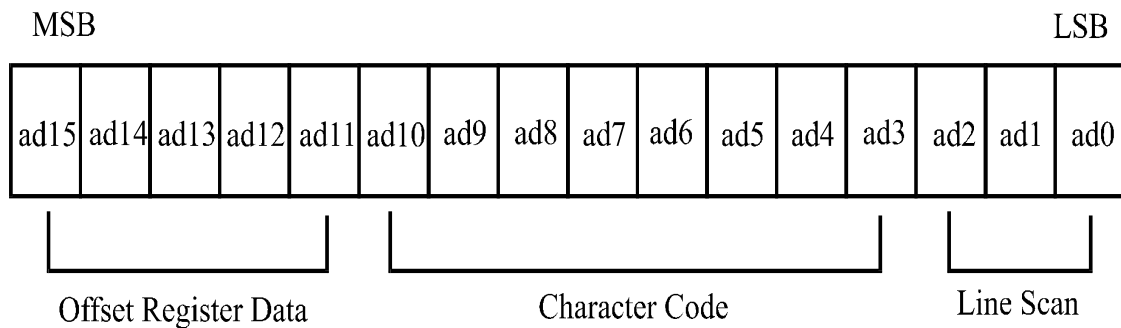 MSB LSB
ad15 ad14 ad13 ad12 ad11 ad10 ad9 ad8 ad7 ad6 ad5 ad4 ad3 ad2 ad1 ad0
Offset Register Data Character Code Line Scan